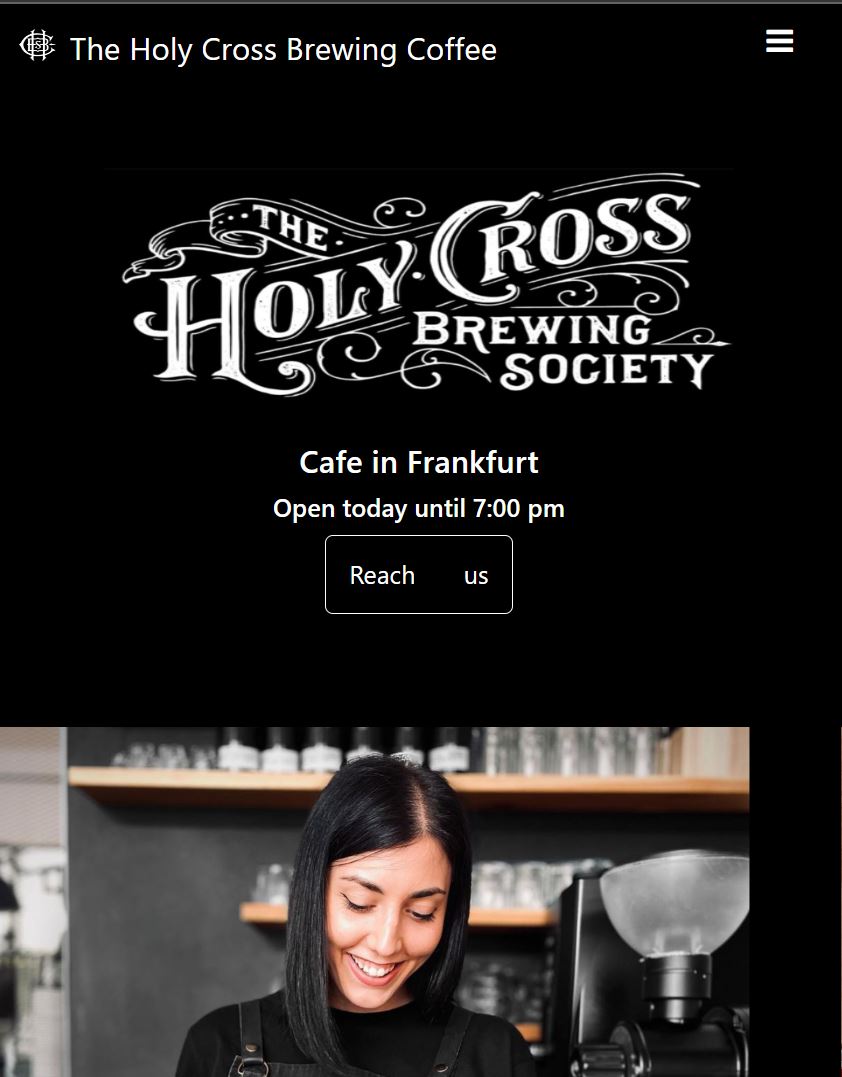 The Holy Cross Brewing Coffee
THE
HOLY CROSS
BREWING
SOCIETY
Cafe in Frankfurt
Open today until 7:00 pm
Reach us